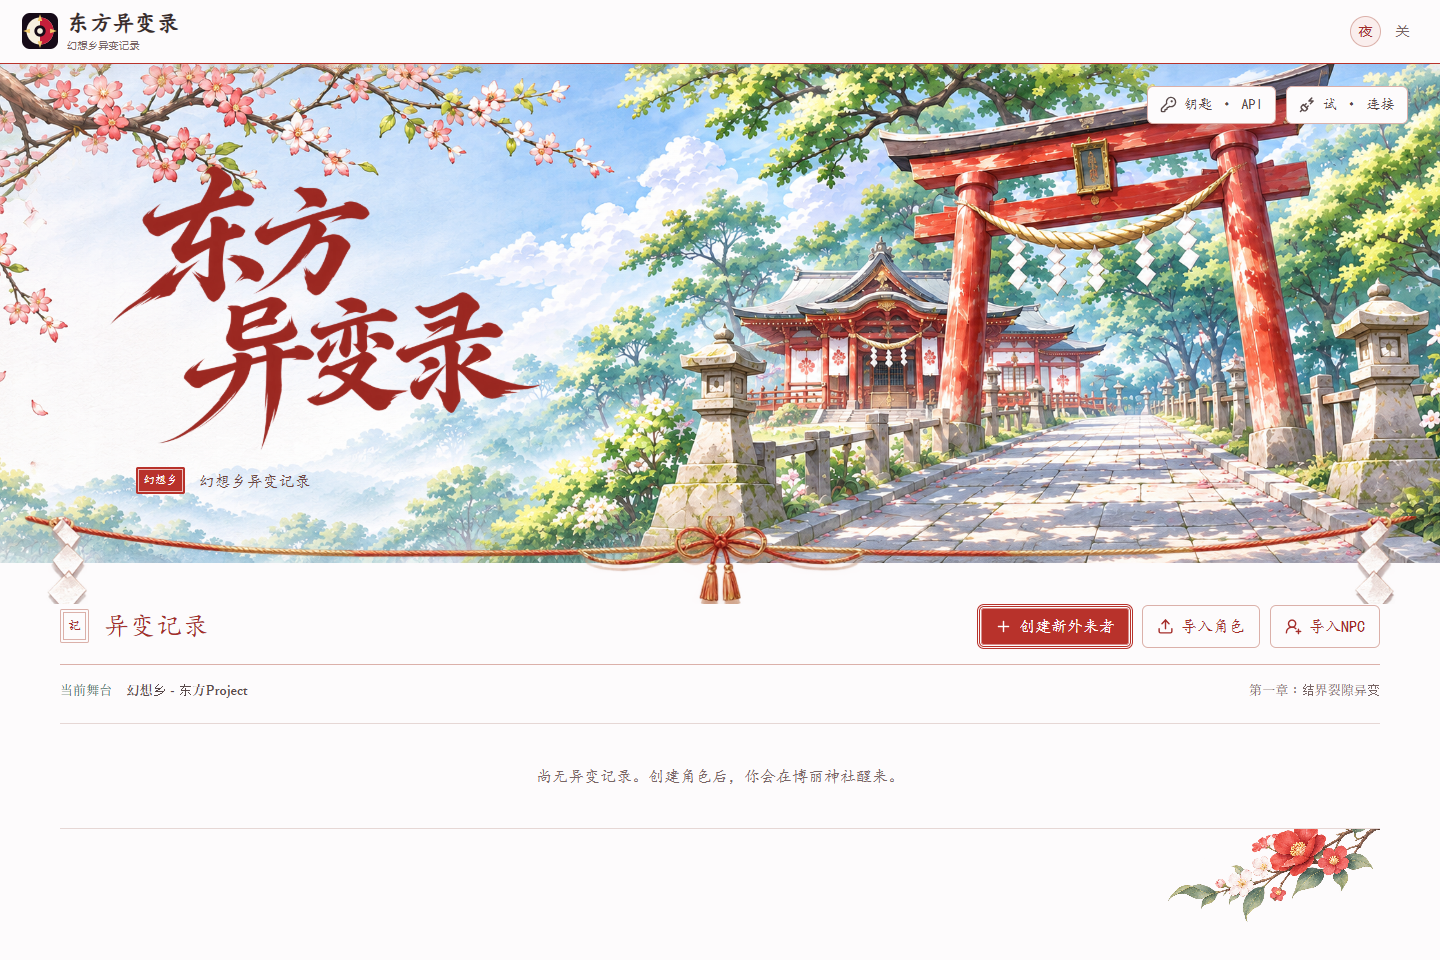 东方异变录
幻想乡异变记录
夜 关
钥匙 · API 试 · 连接
东方
异变录
幻想乡 幻想乡异变记录
記 异变记录 创建新外来者 导入角色 导入NPC
当前舞台 幻想乡 - 东方Project 第一章：结界裂隙异变
尚无异变记录。创建角色后，你会在博丽神社醒来。